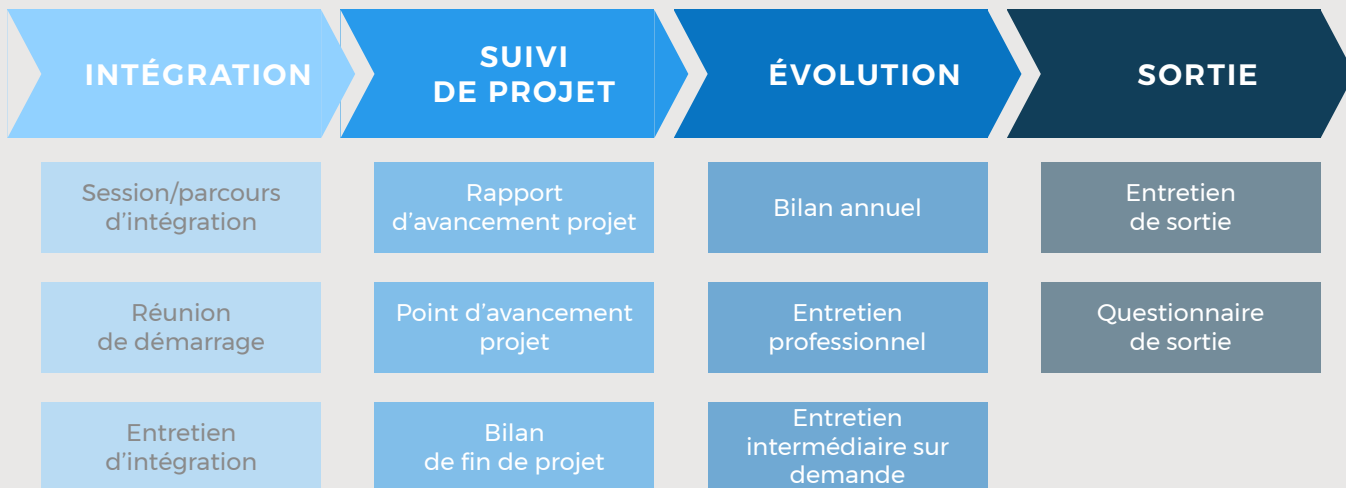 INTÉGRATION
SUIVI
DE PROJET
ÉVOLUTION
SORTIE
Session/parcours
d’intégration
Rapport
d’avancement projet
Bilan annuel
Entretien
de sortie
Réunion
de démarrage
Point d’avancement
projet
Entretien
professionnel
Questionnaire
de sortie
Entretien
d’intégration
Bilan
de fin de projet
Entretien
intermédiaire sur
demande